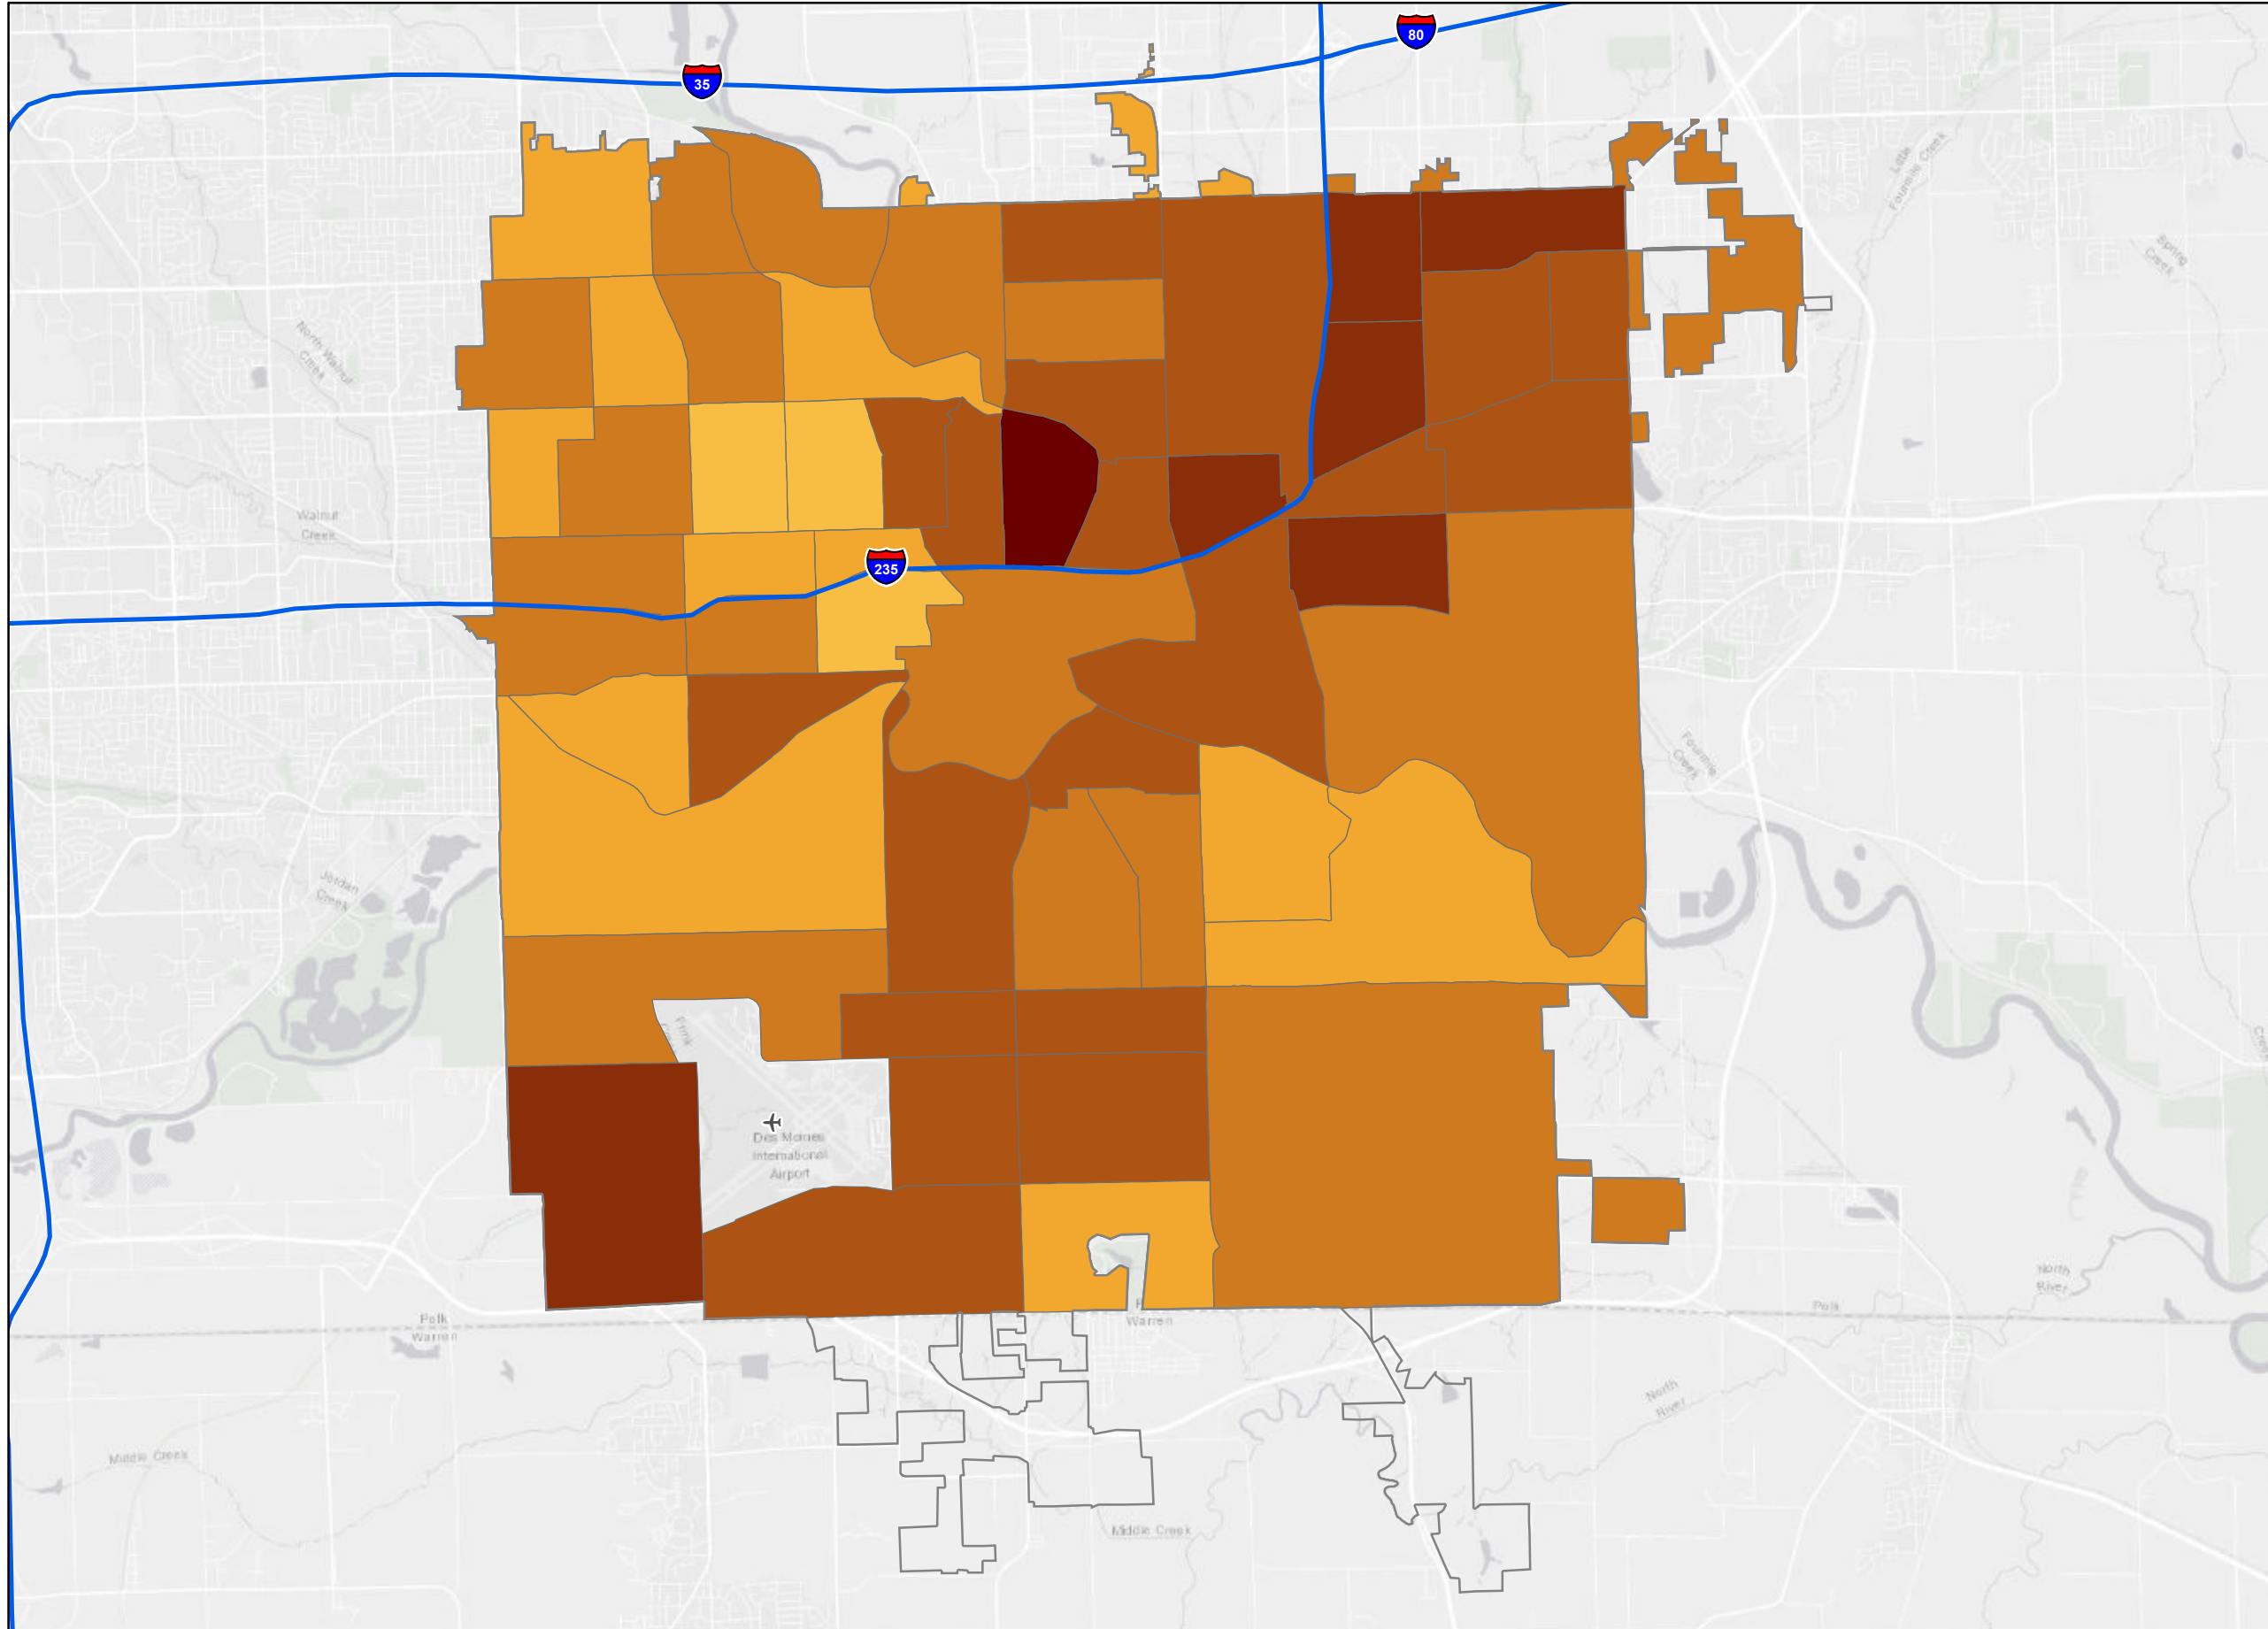 80
35
Little
Fourmile Creek
Spring
Creek
North Walnut
Creek
Walnut
Creek
235
Fourmile
Creek
Jordan
Creek
Frink
Des Moines
International
Airport
North
River
Polk
Warren
Warren
Polk
North
River
Middle Creek
Middle Creek